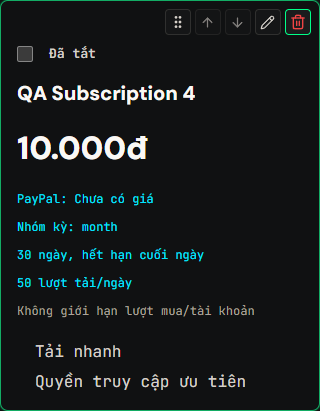 Đã tắt
QA Subscription 4
10.000đ
PayPal: Chưa có giá
Nhóm kỳ: month
30 ngày, hết hạn cuối ngày
50 lượt tải/ngày
Không giới hạn lượt mua/tài khoản
Tải nhanh
Quyền truy cập ưu tiên